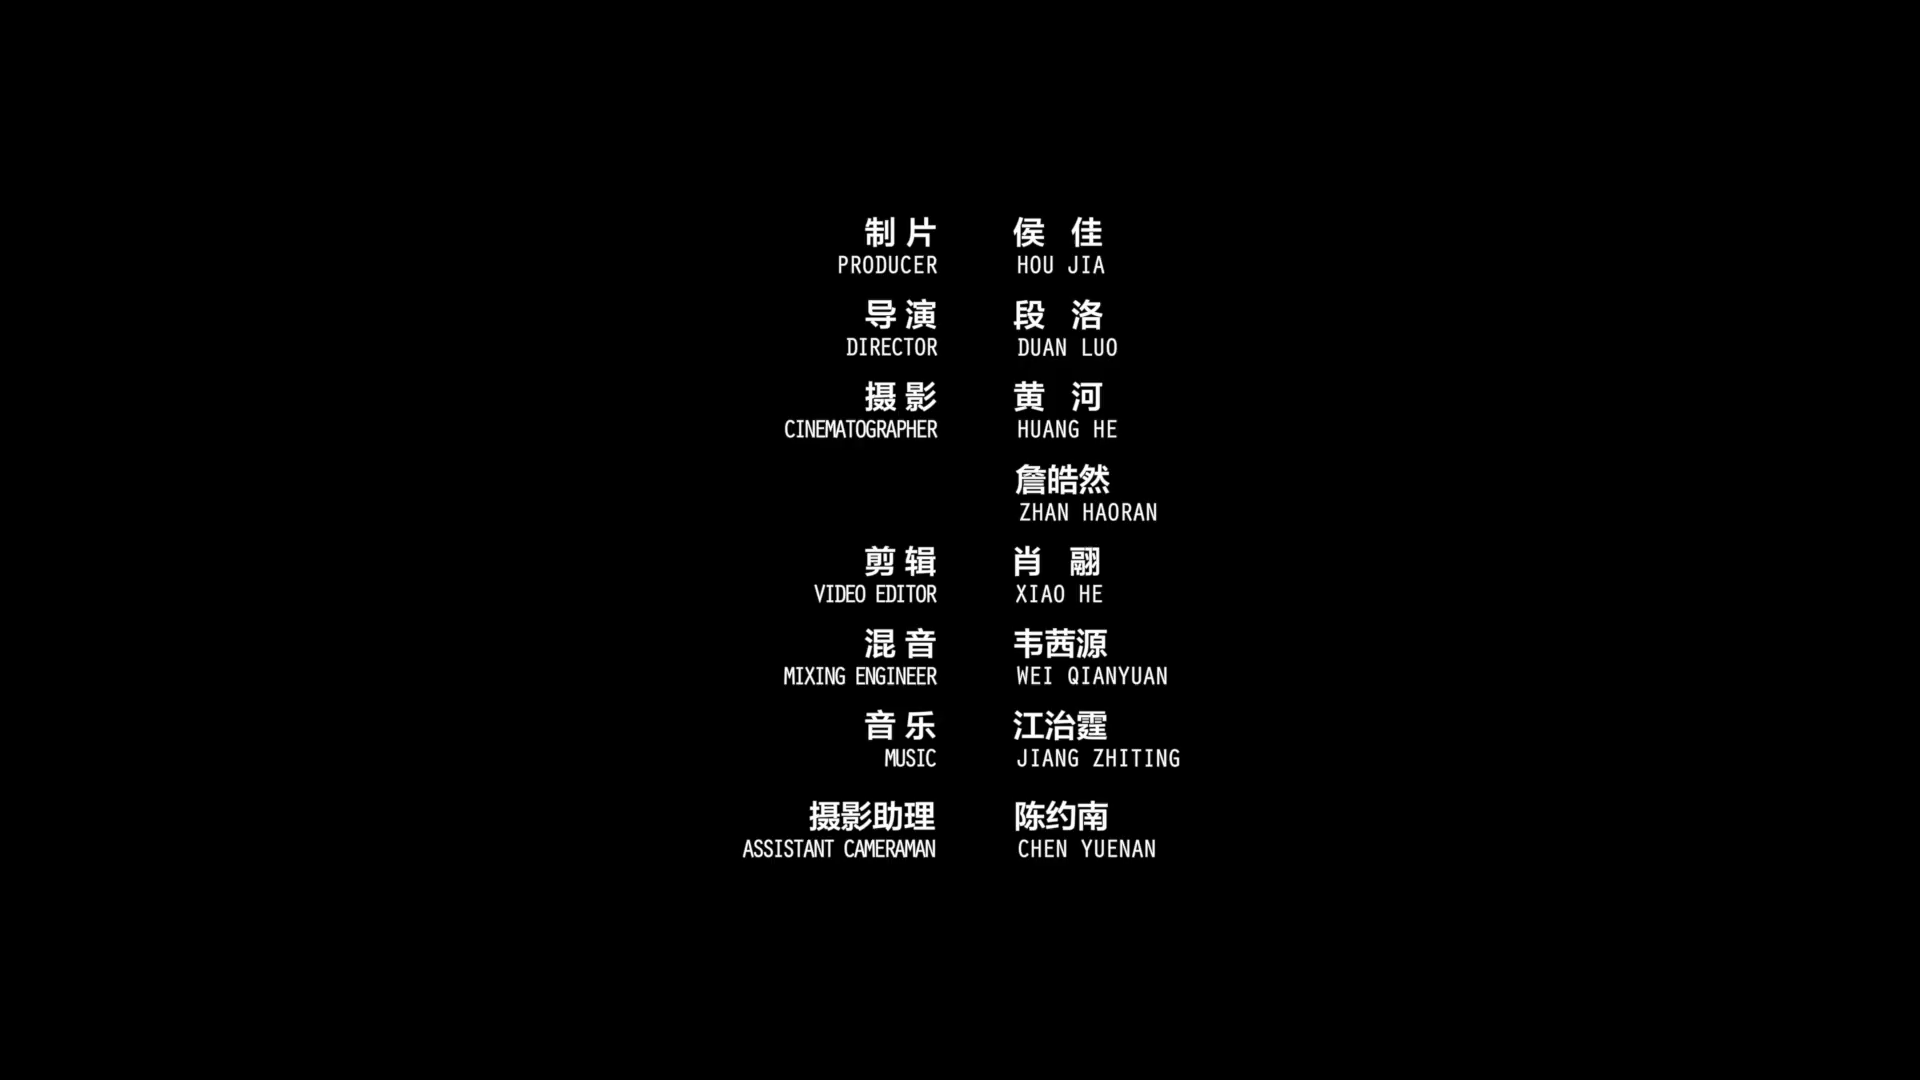 制片 侯佳
PRODUCER HOU JIA
导演 段洛
DIRECTOR DUAN LUO
摄影 黄河
CINEMATOGRAPHER HUANG HE
詹皓然
ZHAN HAORAN
剪辑 肖翮
VIDEO EDITOR XIAO HE
混音 韦茜源
MIXING ENGINEER WEI QIANYUAN
音乐 江治霆
MUSIC JIANG ZHITING
摄影助理 陈约南
ASSISTANT CAMERAMAN CHEN YUENAN